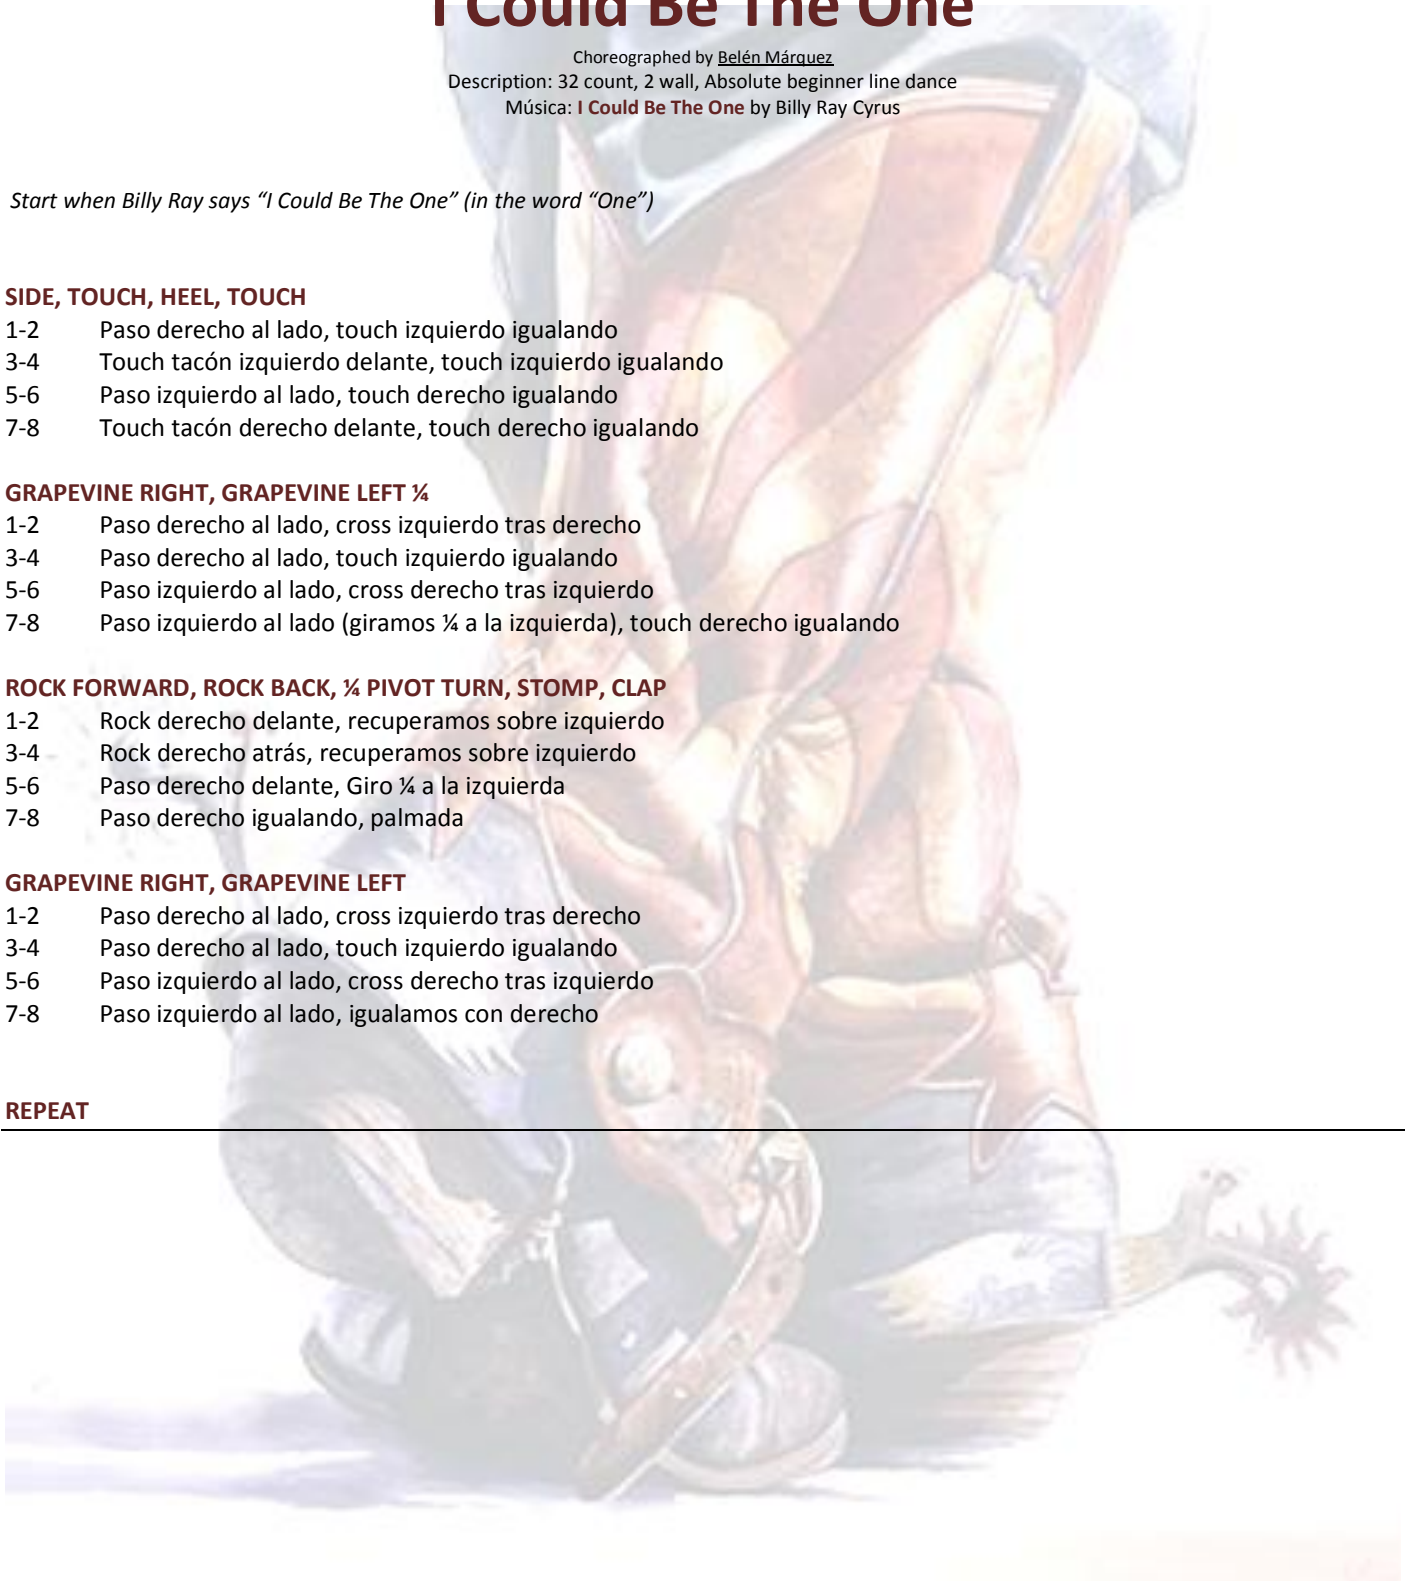 I Could Be The One
Choreographed by Belén Márquez
Description: 32 count, 2 wall, Absolute beginner line dance
Música: I Could Be The One by Billy Ray Cyrus
Start when Billy Ray says “I Could Be The One” (in the word “One”)
SIDE, TOUCH, HEEL, TOUCH
1-2 Paso derecho al lado, touch izquierdo igualando
3-4 Touch tacón izquierdo delante, touch izquierdo igualando
5-6 Paso izquierdo al lado, touch derecho igualando
7-8 Touch tacón derecho delante, touch derecho igualando
GRAPEVINE RIGHT, GRAPEVINE LEFT ¼
1-2 Paso derecho al lado, cross izquierdo tras derecho
3-4 Paso derecho al lado, touch izquierdo igualando
5-6 Paso izquierdo al lado, cross derecho tras izquierdo
7-8 Paso izquierdo al lado (giramos ¼ a la izquierda), touch derecho igualando
ROCK FORWARD, ROCK BACK, ¼ PIVOT TURN, STOMP, CLAP
1-2 Rock derecho delante, recuperamos sobre izquierdo
3-4 Rock derecho atrás, recuperamos sobre izquierdo
5-6 Paso derecho delante, Giro ¼ a la izquierda
7-8 Paso derecho igualando, palmada
GRAPEVINE RIGHT, GRAPEVINE LEFT
1-2 Paso derecho al lado, cross izquierdo tras derecho
3-4 Paso derecho al lado, touch izquierdo igualando
5-6 Paso izquierdo al lado, cross derecho tras izquierdo
7-8 Paso izquierdo al lado, igualamos con derecho
REPEAT